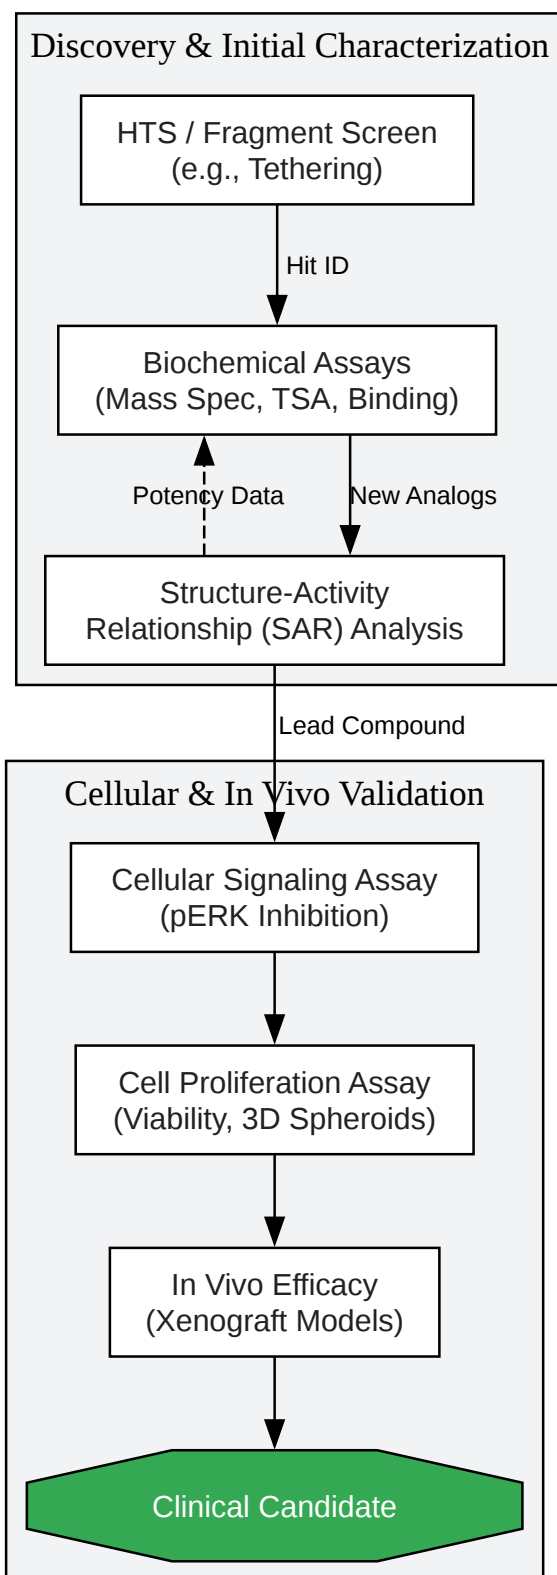 Discovery & Initial Characterization
HTS / Fragment Screen
(e.g., Tethering)
Hit ID
Biochemical Assays
(Mass Spec, TSA, Binding)
Potency Data
New Analogs
Structure-Activity
Relationship (SAR) Analysis
Lead Compound
Cellular & In Vivo Validation
Cellular Signaling Assay
(pERK Inhibition)
Cell Proliferation Assay
(Viability, 3D Spheroids)
In Vivo Efficacy
(Xenograft Models)
Clinical Candidate